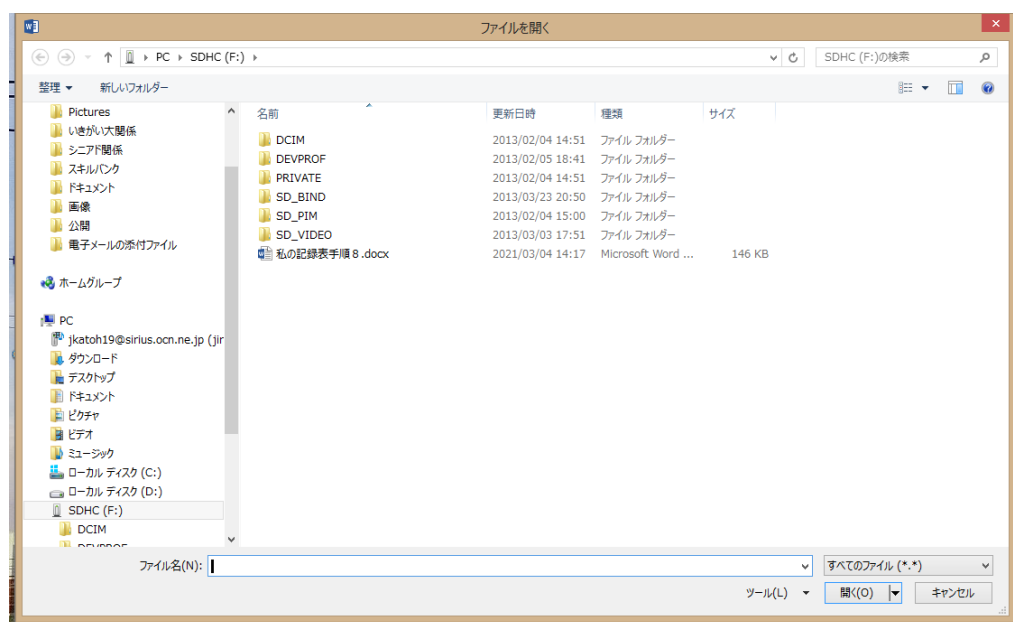 ファイルを開く
PC SDHC (F:)
SDHC (F:)の検索
整理 新しいフォルダー
Pictures
いきがい大関係
シニアド関係
スキルバンク
ドキュメント
画像
公開
電子メールの添付ファイル
ホームグループ
PC
jkatoh19@sirius.ocn.ne.jp (jir
ダウンロード
デスクトップ
ドキュメント
ピクチャ
ビデオ
ミュージック
ローカル ディスク (C:)
ローカル ディスク (D:)
SDHC (F:)
DCIM
DEVPROF
名前 更新日時 種類 サイズ
DCIM 2013/02/04 14:51 ファイル フォルダー
DEVPROF 2013/02/05 18:41 ファイル フォルダー
PRIVATE 2013/02/04 14:51 ファイル フォルダー
SD_BIND 2013/03/23 20:50 ファイル フォルダー
SD_PIM 2013/02/04 15:00 ファイル フォルダー
SD_VIDEO 2013/03/03 17:51 ファイル フォルダー
私の記録表手順８.docx 2021/03/04 14:17 Microsoft Word ... 146 KB
ファイル名(N):
すべてのファイル (*.*)
ツール(L) 開く(O) キャンセル